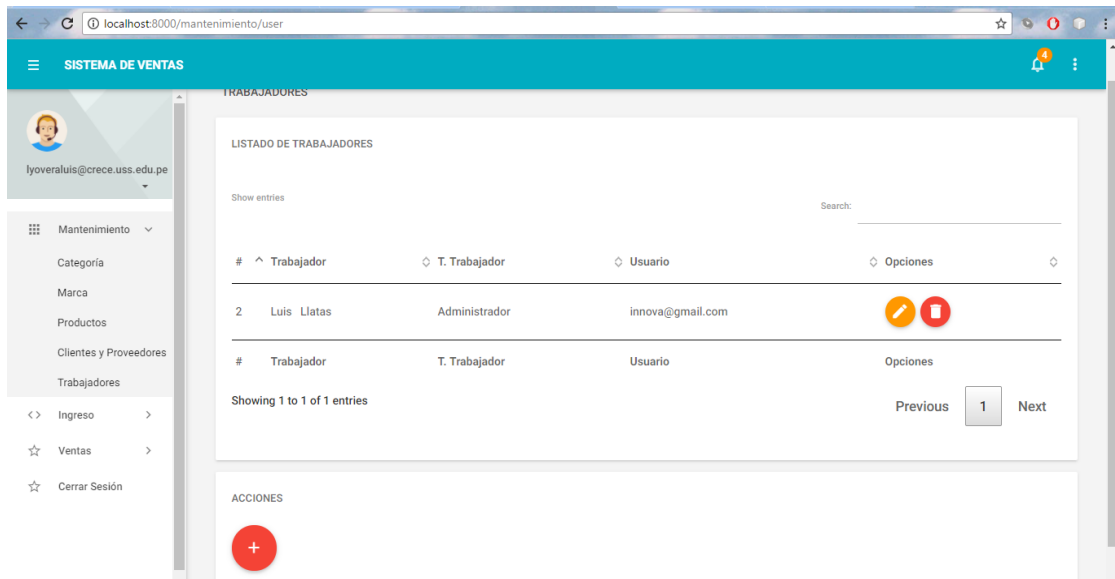 localhost:8000/mantenimiento/user
SISTEMA DE VENTAS
4
TRABAJADORES
lyoveraluis@crece.uss.edu.pe
Mantenimiento
Categoría
Marca
Productos
Clientes y Proveedores
Trabajadores
Ingreso
Ventas
Cerrar Sesión
LISTADO DE TRABAJADORES
Show entries
Search:
# Trabajador T. Trabajador Usuario Opciones
2 Luis Llatas Administrador innova@gmail.com
# Trabajador T. Trabajador Usuario Opciones
Showing 1 to 1 of 1 entries
Previous 1 Next
ACCIONES